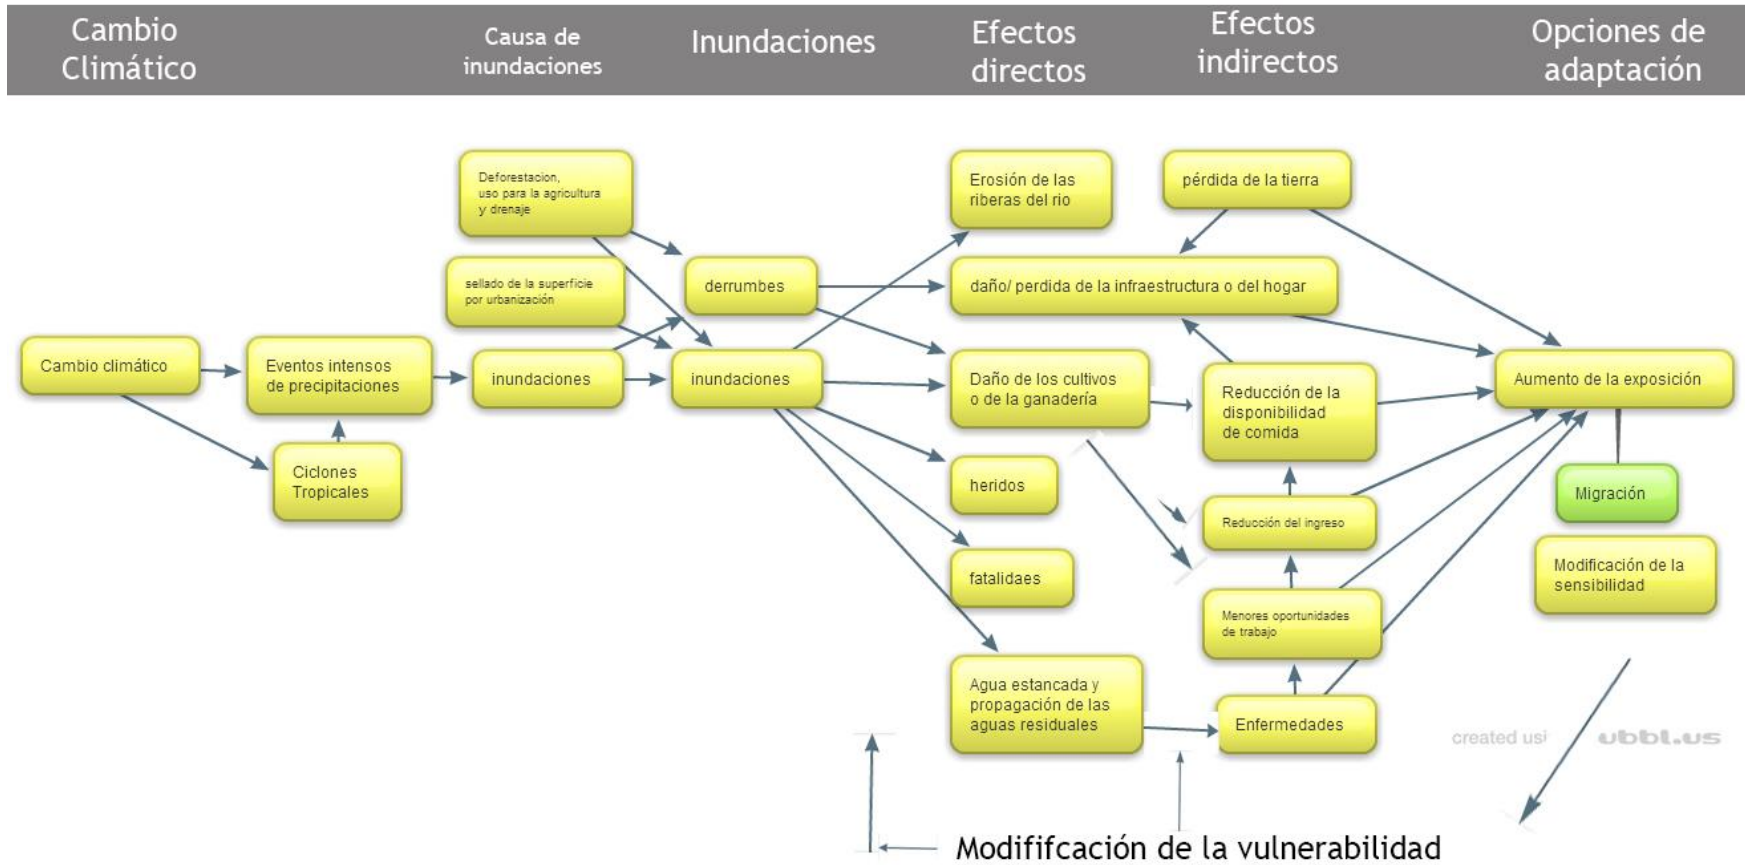 Cambio
Climático
Causa de
inundaciones
Inundaciones
Efectos
directos
Efectos
indirectos
Opciones de
adaptación
Deforestacion,
uso para la agricultura
y drenaje
sellado de la superficie
por urbanización
Cambio climático
Eventos intensos
de precipitaciones
Ciclones
Tropicales
inundaciones
derrumbes
inundaciones
Erosión de las
riberas del rio
daño/ perdida de la infraestructura o del hogar
Daño de los cultivos
o de la ganadería
heridos
fatalidaes
Agua estancada y
propagación de las
aguas residuales
pérdida de la tierra
Reducción de la
disponibilidad
de comida
Reducción del ingreso
Menores oportunidades
de trabajo
Enfermedades
Aumento de la exposición
Migración
Modificación de la
sensibilidad
created usi
ubbl.us
Modififcación de la vulnerabilidad